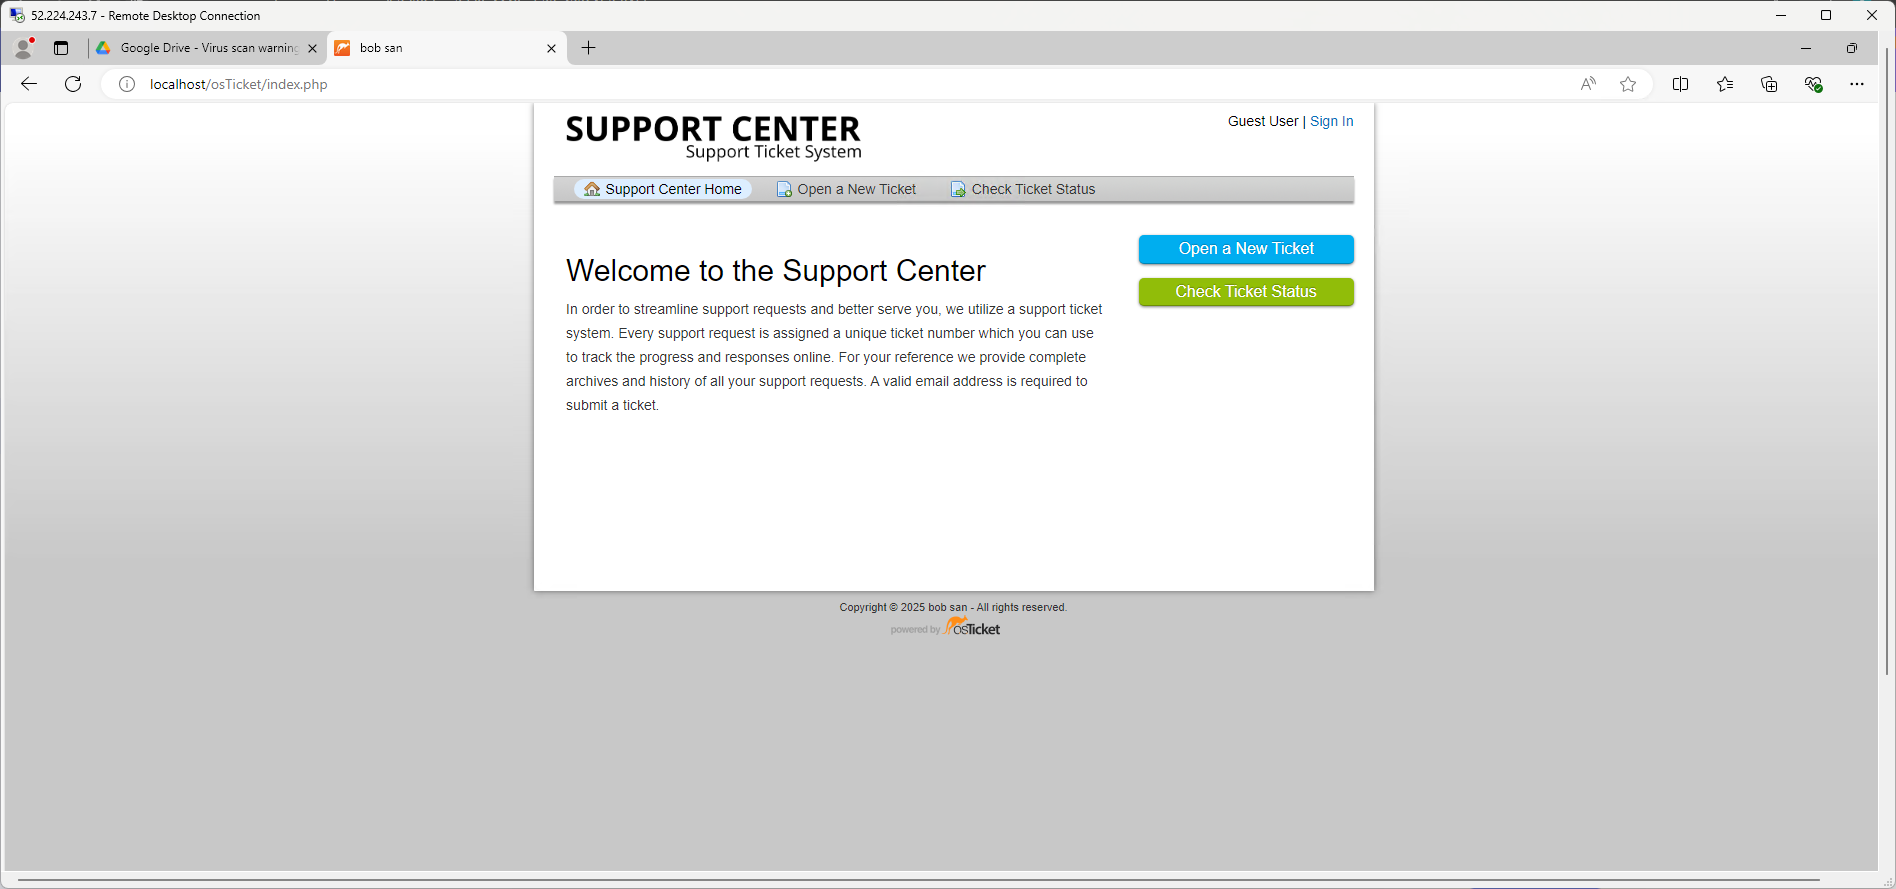 52.224.243.7 - Remote Desktop Connection
Google Drive - Virus scan warning
bob san
localhost/osTicket/index.php
SUPPORT CENTER
Support Ticket System
Guest User | Sign In
Support Center Home
Open a New Ticket
Check Ticket Status
Welcome to the Support Center
In order to streamline support requests and better serve you, we utilize a support ticket
system. Every support request is assigned a unique ticket number which you can use
to track the progress and responses online. For your reference we provide complete
archives and history of all your support requests. A valid email address is required to
submit a ticket.
Open a New Ticket
Check Ticket Status
Copyright © 2025 bob san - All rights reserved.
powered by osTicket